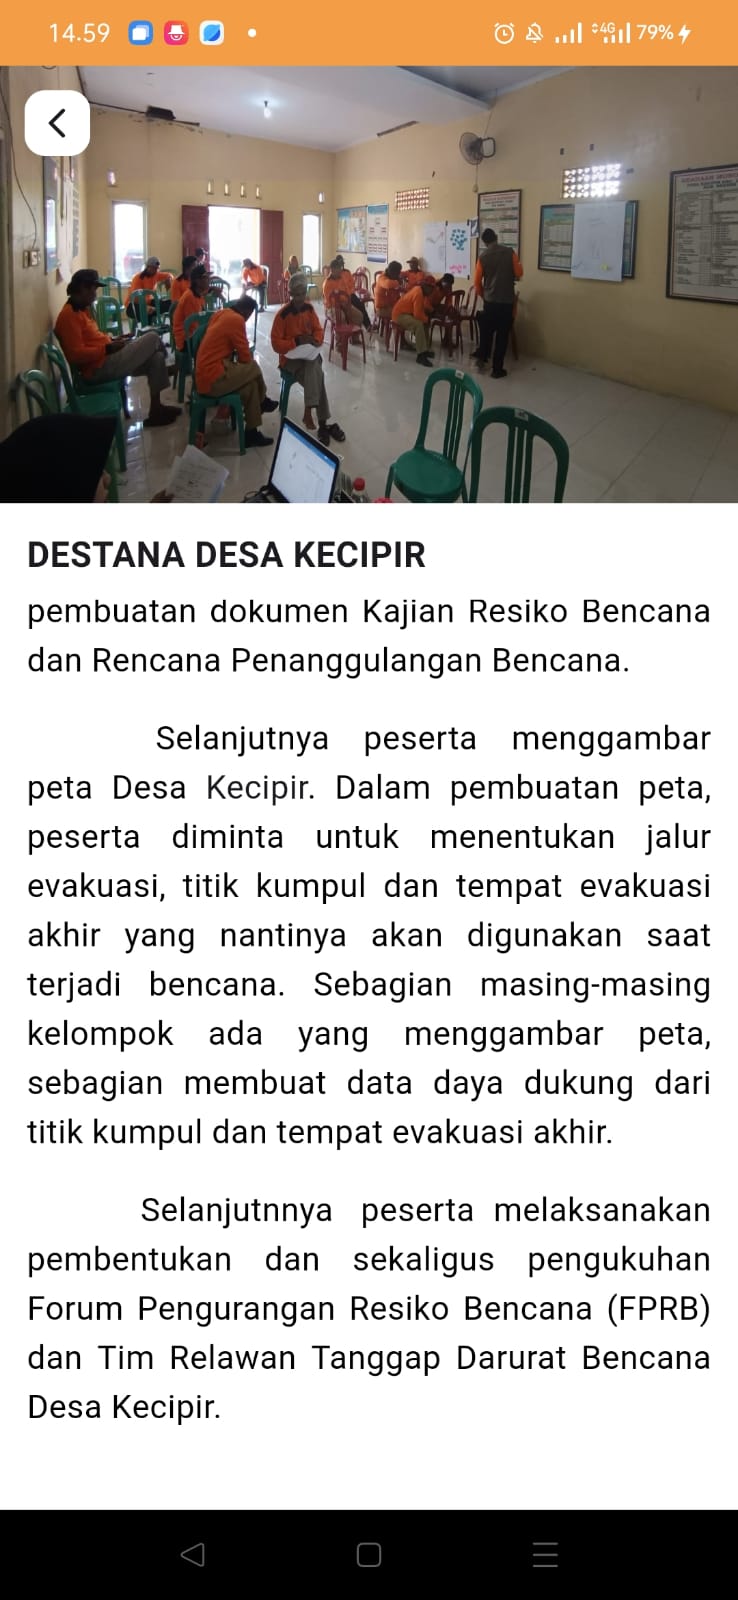 14.59
4G
79%
DESTANA DESA KECIPIR
pembuatan dokumen Kajian Resiko Bencana
dan Rencana Penanggulangan Bencana.
Selanjutnya peserta menggambar
peta Desa Kecipir. Dalam pembuatan peta,
peserta diminta untuk menentukan jalur
evakuasi, titik kumpul dan tempat evakuasi
akhir yang nantinya akan digunakan saat
terjadi bencana. Sebagian masing-masing
kelompok ada yang menggambar peta,
sebagian membuat data daya dukung dari
titik kumpul dan tempat evakuasi akhir.
Selanjutnnya peserta melaksanakan
pembentukan dan sekaligus pengukuhan
Forum Pengurangan Resiko Bencana (FPRB)
dan Tim Relawan Tanggap Darurat Bencana
Desa Kecipir.